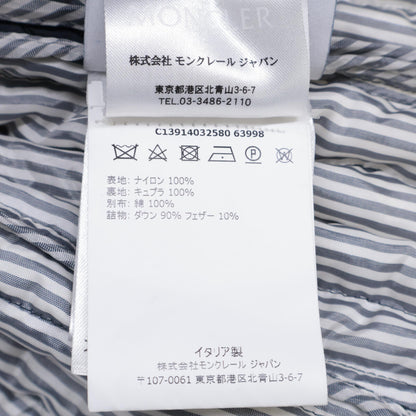 MONCLER
株式会社 モンクレール ジャパン
東京都港区北青山3-6-7
TEL.03-3486-2110
C13914032580 63998
P
表地: ナイロン 100%
裏地: キュプラ 100%
別布: 綿 100%
詰物: ダウン 90% フェザー 10%
イタリア製
株式会社モンクレール ジャパン
〒107-0061 東京都港区北青山3-6-7